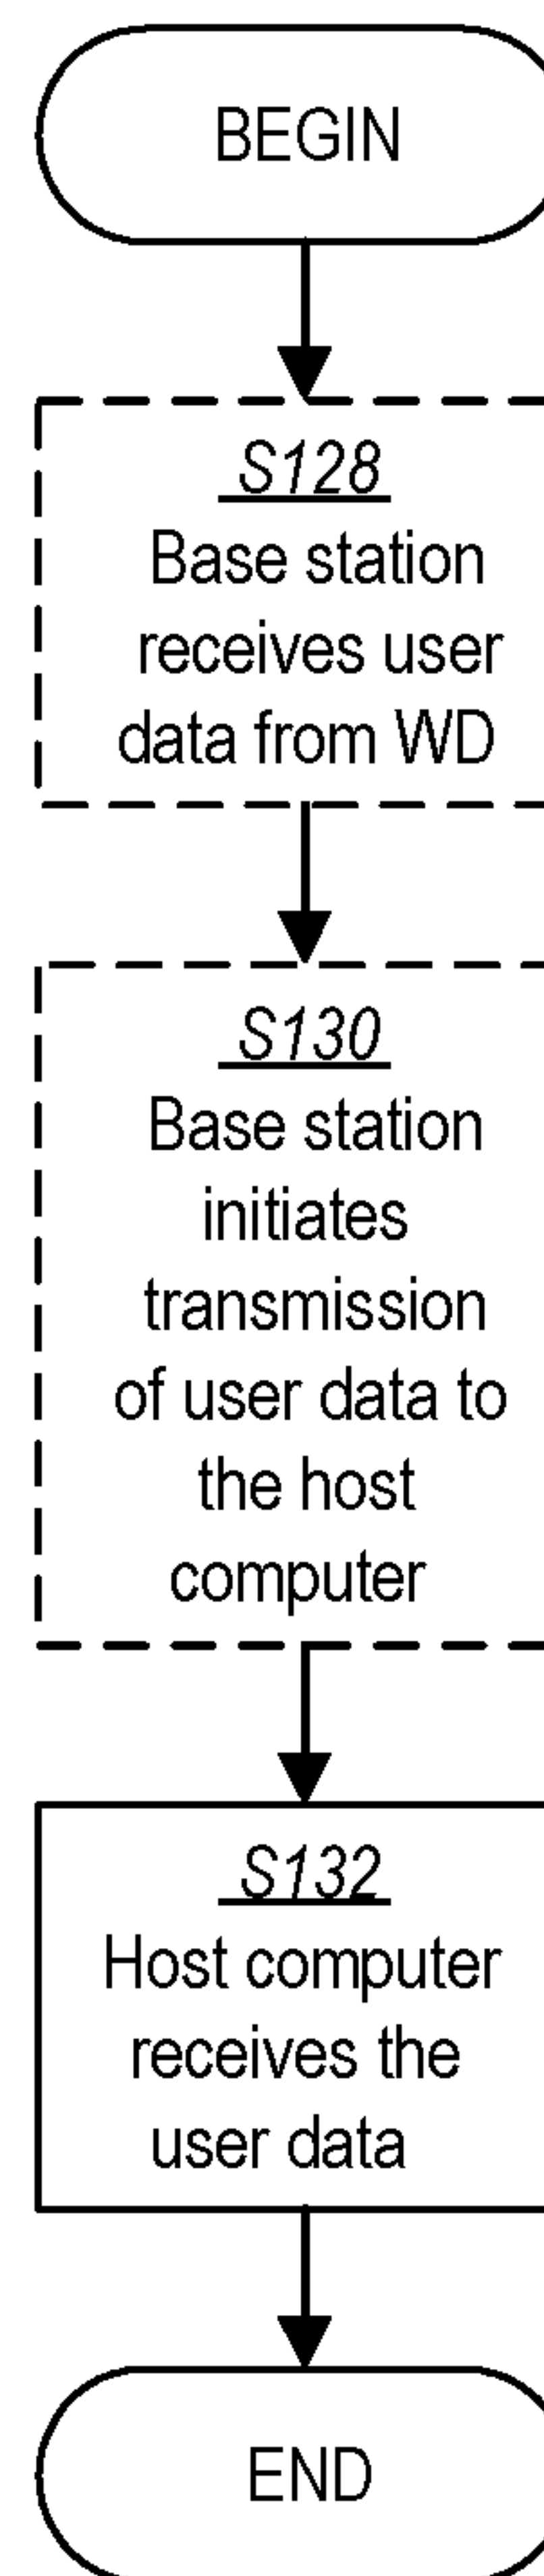 BEGIN
S128
Base station
receives user
data from WD
S130
Base station
initiates
transmission
of user data to
the host
computer
S132
Host computer
receives the
user data
END